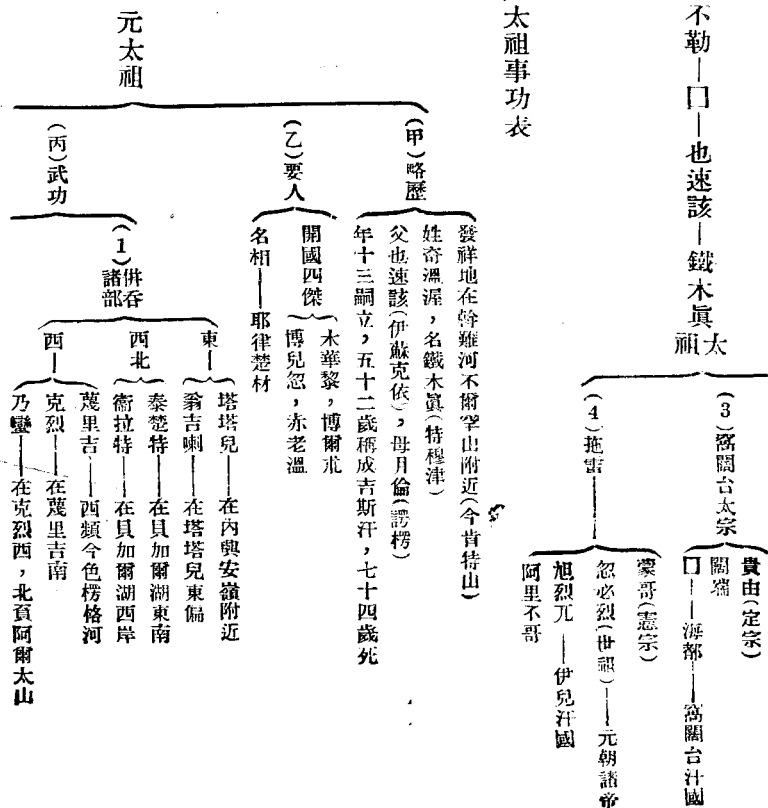 不勒—口—也速該—鐵木眞太祖
(3)窩闊台太宗
貴由(定宗)
闊端
口—海都—窩闊台汗國
(4)拖雷
蒙哥(憲宗)
忽必烈(世祖)—元朝諸帝
旭烈兀—伊兒汗國
阿里不哥
太祖事功表
元太祖
(甲)略歷
發祥地在斡難河不爾罕山附近(今肯特山)
姓奇渥溫,名鐵木眞(特穆津)
父也速該(伊蘇克依),母月倫(諤楞)
年十三嗣立,五十二歲稱成吉斯汗,七十四歲死
(乙)要人
開國四傑
木華黎,博爾朮
博兒忽,赤老溫
名相——耶律楚材
(丙)武功
(1)併吞諸部
東—
塔塔兒——在內興安嶺附近
翁吉喇——在塔塔兒東偏
西北
泰楚特——在貝加爾湖東南
衞拉特——在貝加爾湖西岸
西—
蔑里吉——西頻今色楞格河
克烈——在蔑里吉南
乃蠻——在克烈西,北負阿爾太山